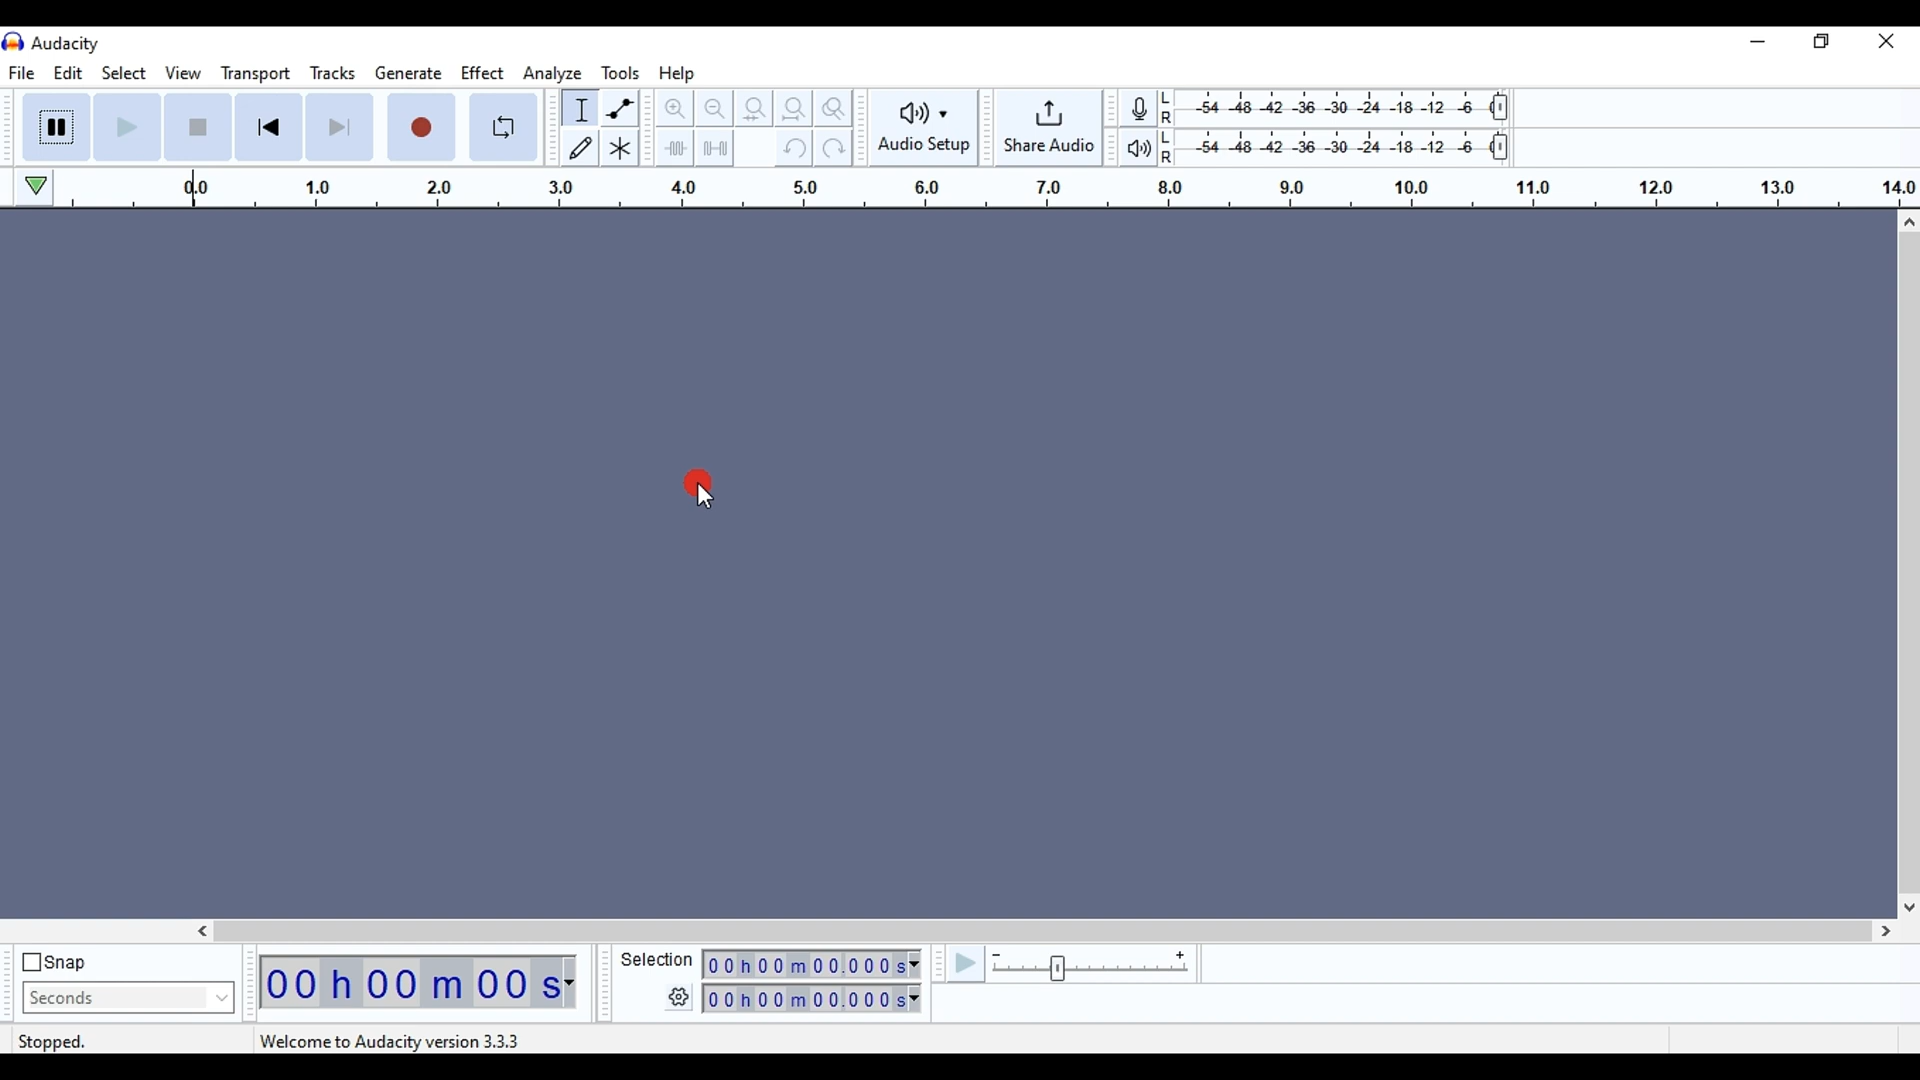 Audacity
File Edit Select View Transport Tracks Generate Effect Analyze Tools Help
L R -54 -48 -42 -36 -30 -24 -18 -12 -6 0
Audio Setup
Share Audio
L R -54 -48 -42 -36 -30 -24 -18 -12 -6 0
0.0 1.0 2.0 3.0 4.0 5.0 6.0 7.0 8.0 9.0 10.0 11.0 12.0 13.0 14.0
Snap
Seconds
00 h 00 m 00 s
Selection
00 h 00 m 00.000 s
00 h 00 m 00.000 s
- +
Stopped.
Welcome to Audacity version 3.3.3